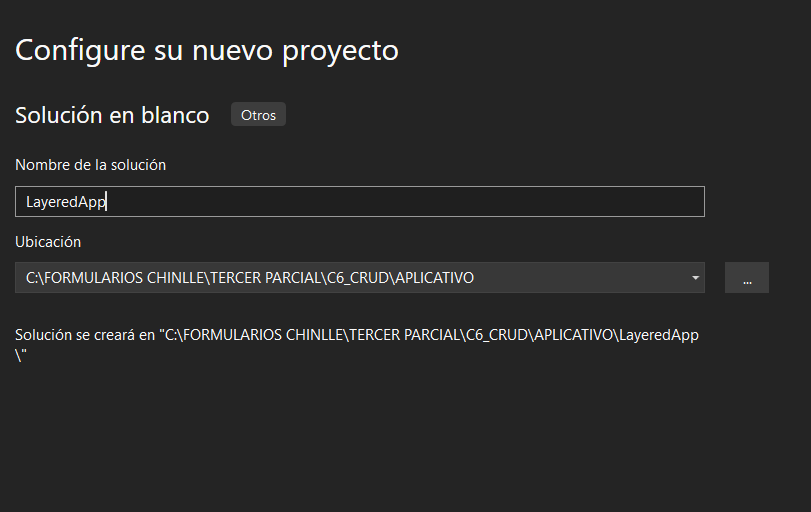 Configure su nuevo proyecto
Solución en blanco Otros
Nombre de la solución
LayeredApp
Ubicación
C:\FORMULARIOS CHINLLE\TERCER PARCIAL\C6_CRUD\APLICATIVO
...
Solución se creará en "C:\FORMULARIOS CHINLLE\TERCER PARCIAL\C6_CRUD\APLICATIVO\LayeredApp
\"